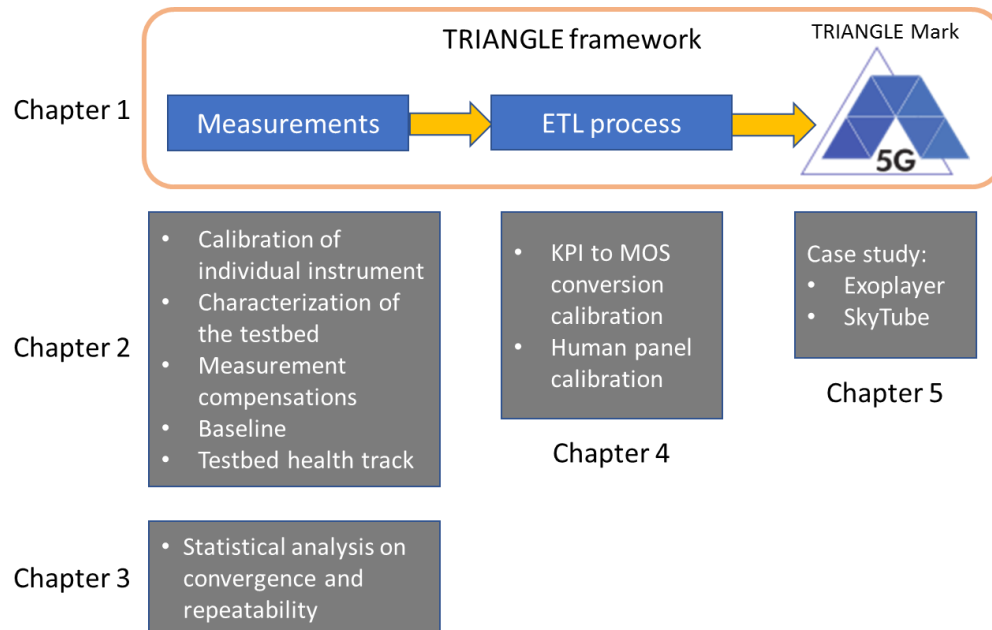 TRIANGLE framework
TRIANGLE Mark
Chapter 1
Measurements
ETL process
5G
Chapter 2
• Calibration of
individual instrument
• Characterization of
the testbed
• Measurement
compensations
• Baseline
• Testbed health track
• KPI to MOS
conversion
calibration
• Human panel
calibration
Chapter 4
Case study:
• Exoplayer
• SkyTube
Chapter 5
Chapter 3
• Statistical analysis on
convergence and
repeatability